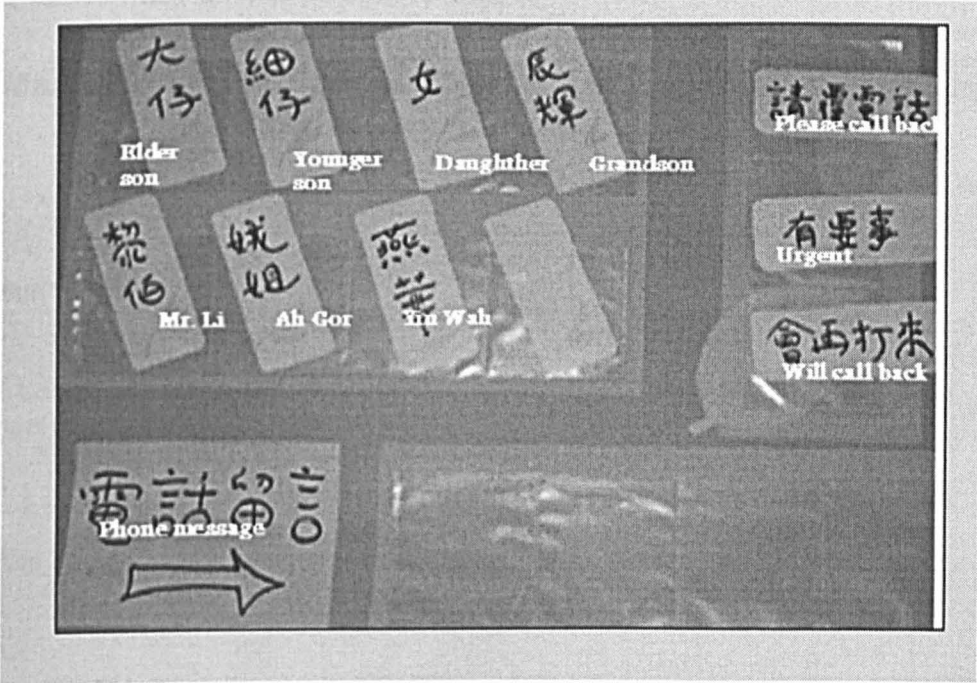 大仔
Elder
son
細仔
Younger
son
女
Danghther
辰輝
Grandson
請覆電話
Please call back
黎伯
Mr. Li
娥姐
Ah Gor
燕華
Yin Wah
有要事
Urgent
會再打來
Will call back
電話留言
Phone message